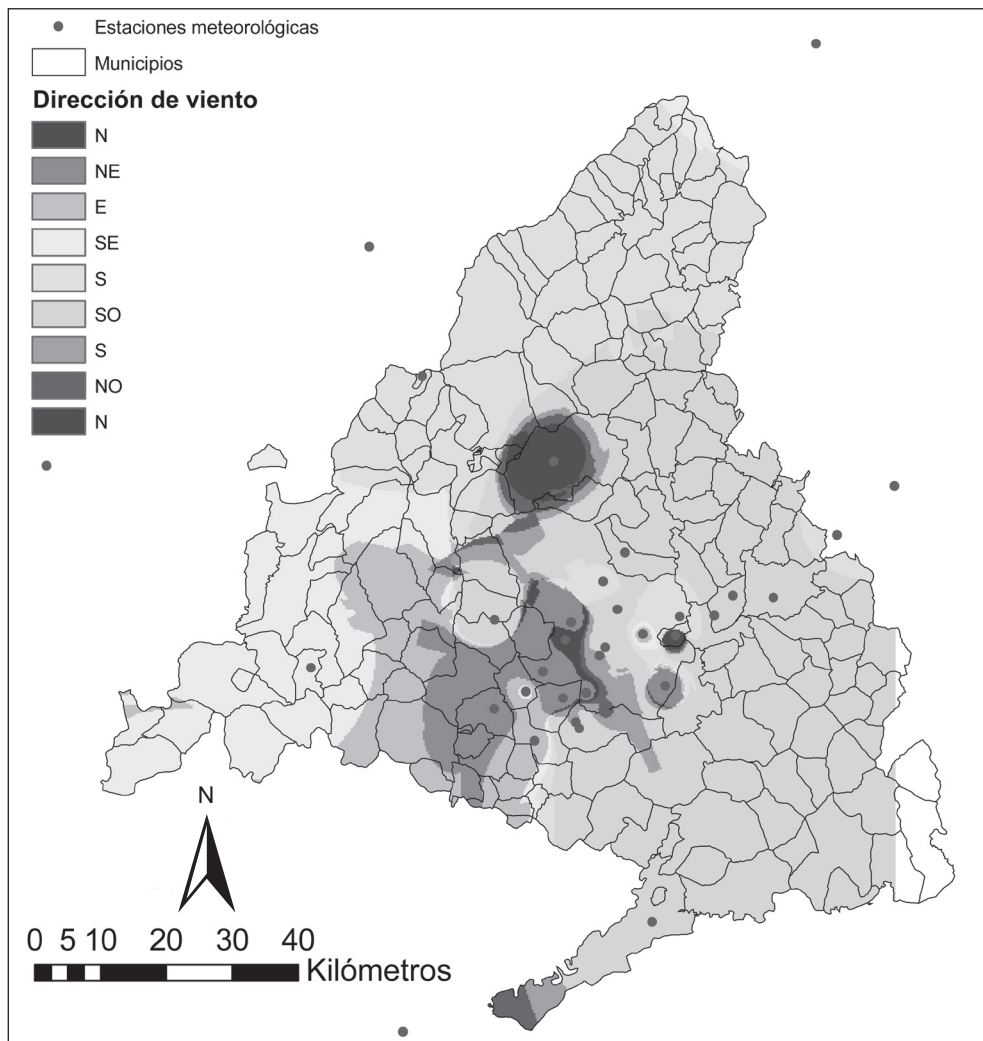 Estaciones meteorológicas
Municipios
Dirección de viento
N
NE
E
SE
S
SO
S
NO
N
N
0 5 10 20 30 40
Kilómetros